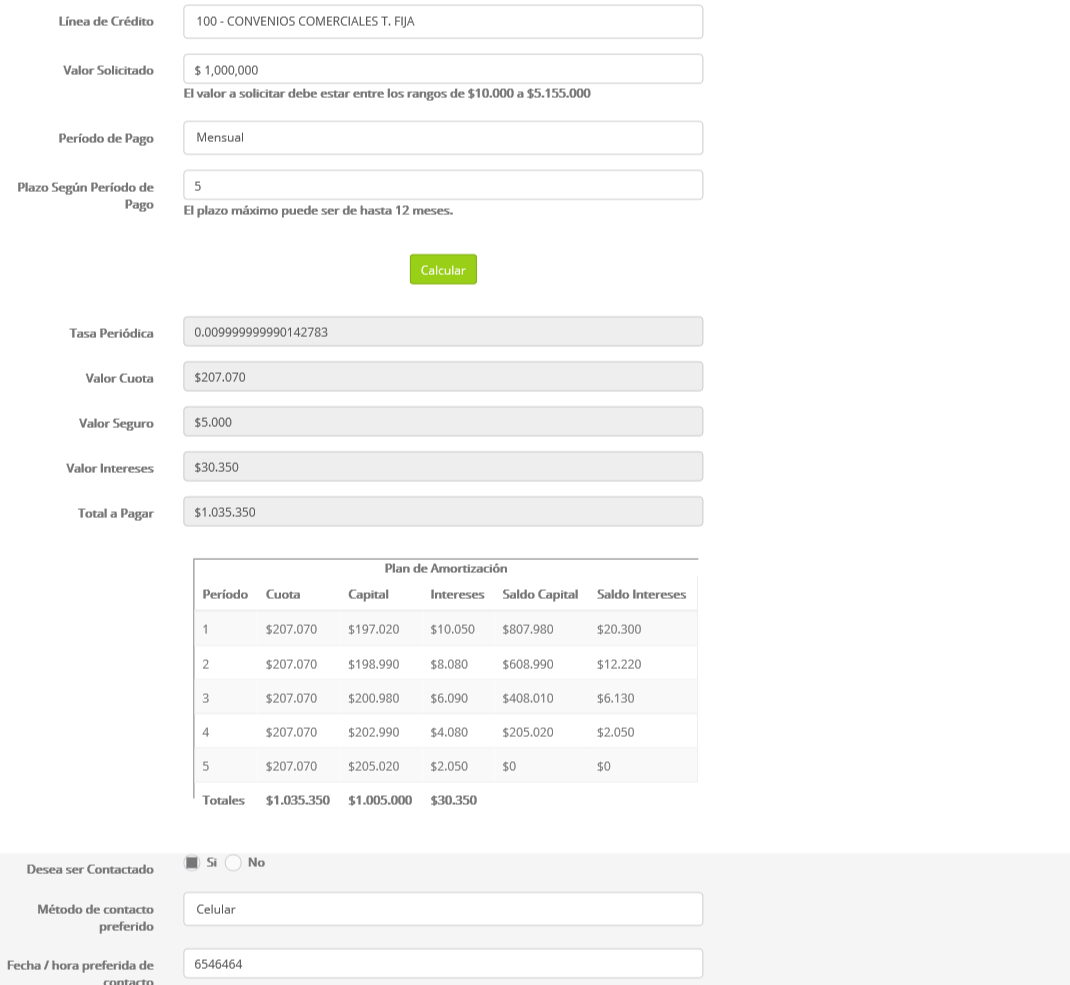 Línea de Crédito 100 - CONVENIOS COMERCIALES T. FIJA
Valor Solicitado $ 1,000,000
El valor a solicitar debe estar entre los rangos de $10.000 a $5.155.000
Período de Pago Mensual
Plazo Según Período de
Pago 5
El plazo máximo puede ser de hasta 12 meses.
Calcular
Tasa Periódica 0.009999999990142783
Valor Cuota $207.070
Valor Seguro $5.000
Valor Intereses $30.350
Total a Pagar $1.035.350
Plan de Amortización
Período Cuota Capital Intereses Saldo Capital Saldo Intereses
1 $207.070 $197.020 $10.050 $807.980 $20.300
2 $207.070 $198.990 $8.080 $608.990 $12.220
3 $207.070 $200.980 $6.090 $408.010 $6.130
4 $207.070 $202.990 $4.080 $205.020 $2.050
5 $207.070 $205.020 $2.050 $0 $0
Totales $1.035.350 $1.005.000 $30.350
Desea ser Contactado Si No
Método de contacto
preferido Celular
Fecha / hora preferida de
contacto 6546464